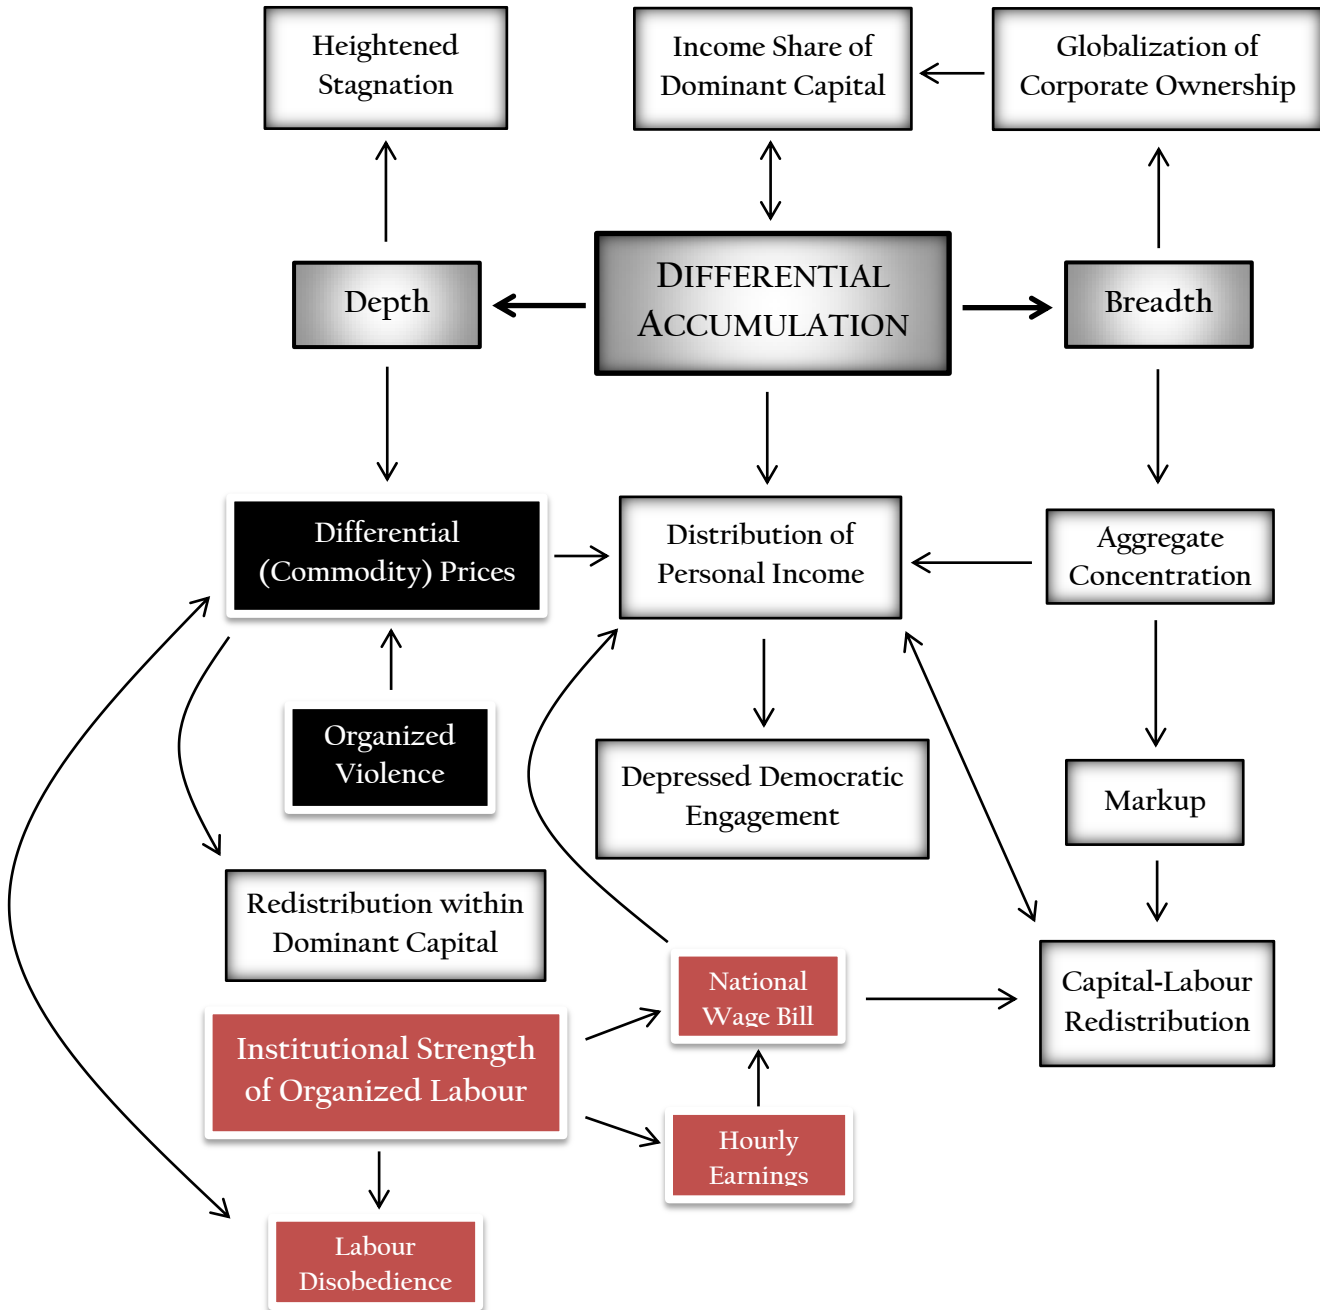 Heightened
Stagnation
Income Share of
Dominant Capital
Globalization of
Corporate Ownership
Depth
DIFFERENTIAL
ACCUMULATION
Breadth
Differential
(Commodity) Prices
Distribution of
Personal Income
Aggregate
Concentration
Organized
Violence
Depressed Democratic
Engagement
Markup
Redistribution within
Dominant Capital
National
Wage Bill
Capital-Labour
Redistribution
Institutional Strength
of Organized Labour
Hourly
Earnings
Labour
Disobedience